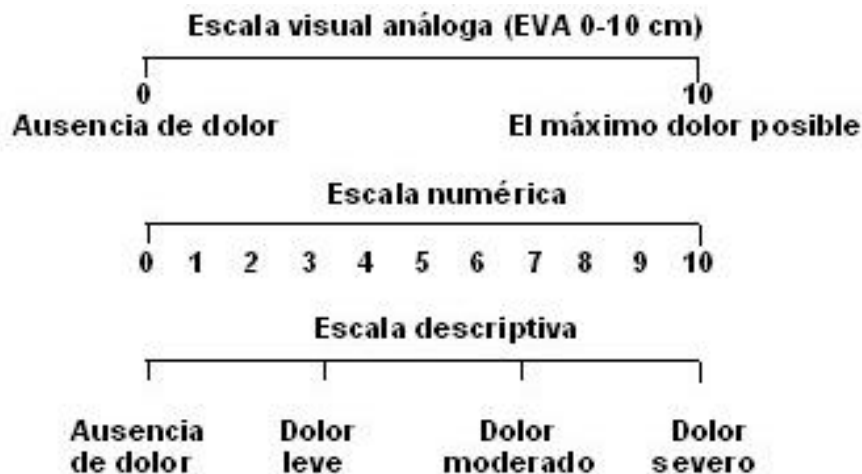 Escala visual análoga (EVA 0-10 cm)
0 10
Ausencia de dolor El máximo dolor posible
Escala numérica
0 1 2 3 4 5 6 7 8 9 10
Escala descriptiva
Ausencia Dolor Dolor Dolor
de dolor leve moderado severo